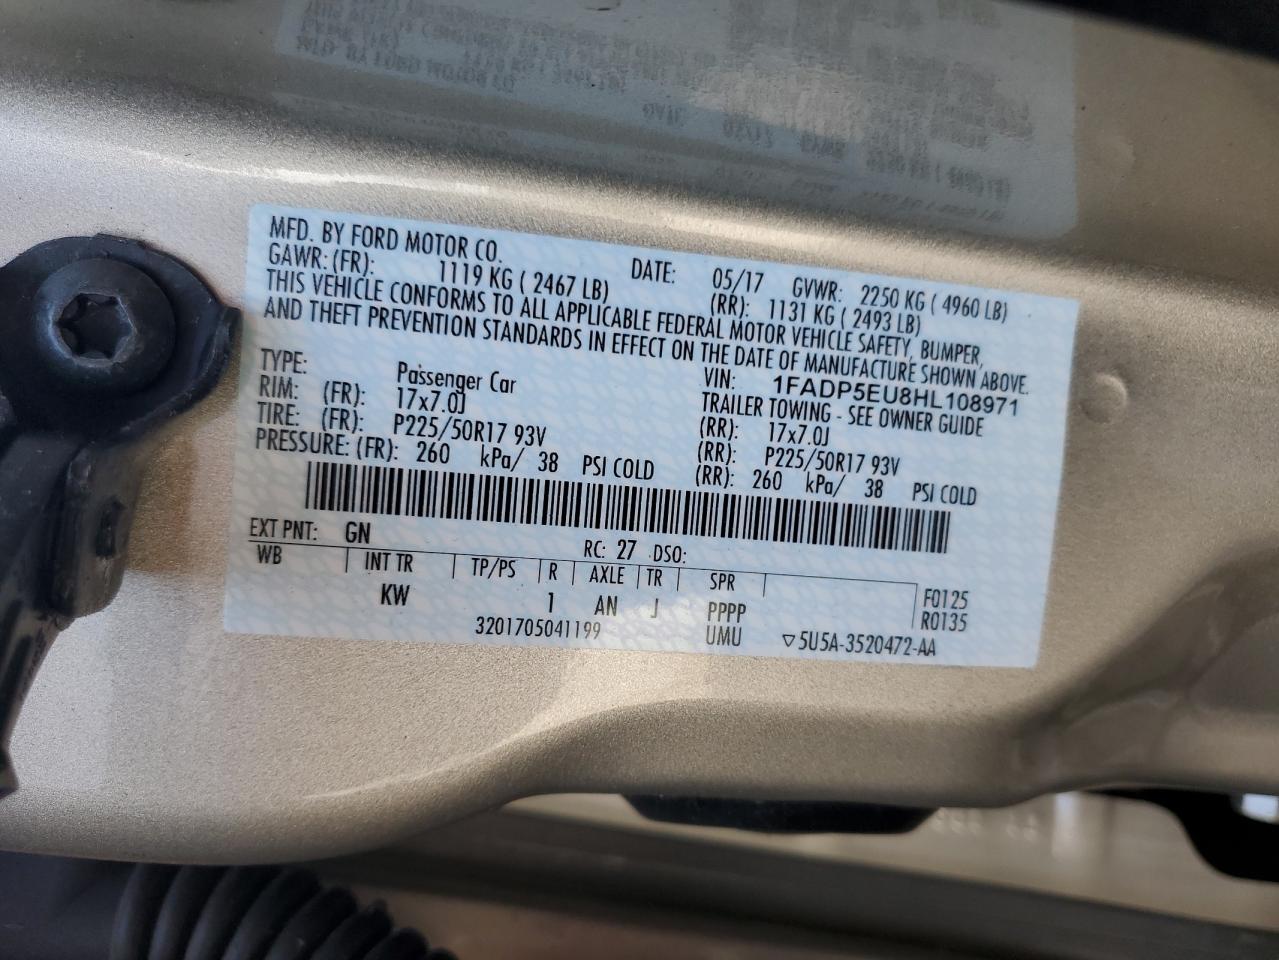 MFD. BY FORD MOTOR CO.
DATE: 05/17 GVWR: 2250 KG ( 4960 LB)
GAWR: (FR): 1119 KG ( 2467 LB) (RR): 1131 KG ( 2493 LB)
THIS VEHICLE CONFORMS TO ALL APPLICABLE FEDERAL MOTOR VEHICLE SAFETY, BUMPER,
AND THEFT PREVENTION STANDARDS IN EFFECT ON THE DATE OF MANUFACTURE SHOWN ABOVE.
VIN: 1FADP5EU8HL108971
TYPE: Passenger Car TRAILER TOWING - SEE OWNER GUIDE
RIM: (FR): 17x7.0J (RR): 17x7.0J
TIRE: (FR): P225/50R17 93V (RR): P225/50R17 93V
PRESSURE: (FR): 260 kPa/ 38 PSI COLD (RR): 260 kPa/ 38 PSI COLD
EXT PNT: GN RC: 27 DSO:
WB INT TR TP/PS R AXLE TR SPR F0125
KW 1 AN J PPPP R0135
3201705041199 UMU ▽5U5A-3520472-AA